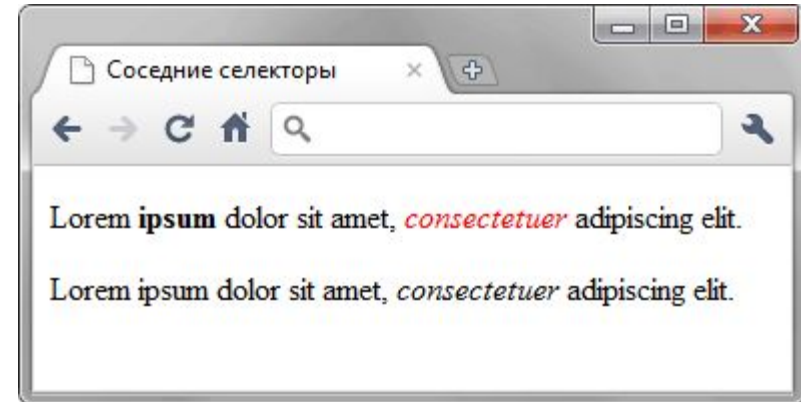 Соседние селекторы
Lorem ipsum dolor sit amet, consectetuer adipiscing elit.
Lorem ipsum dolor sit amet, consectetuer adipiscing elit.